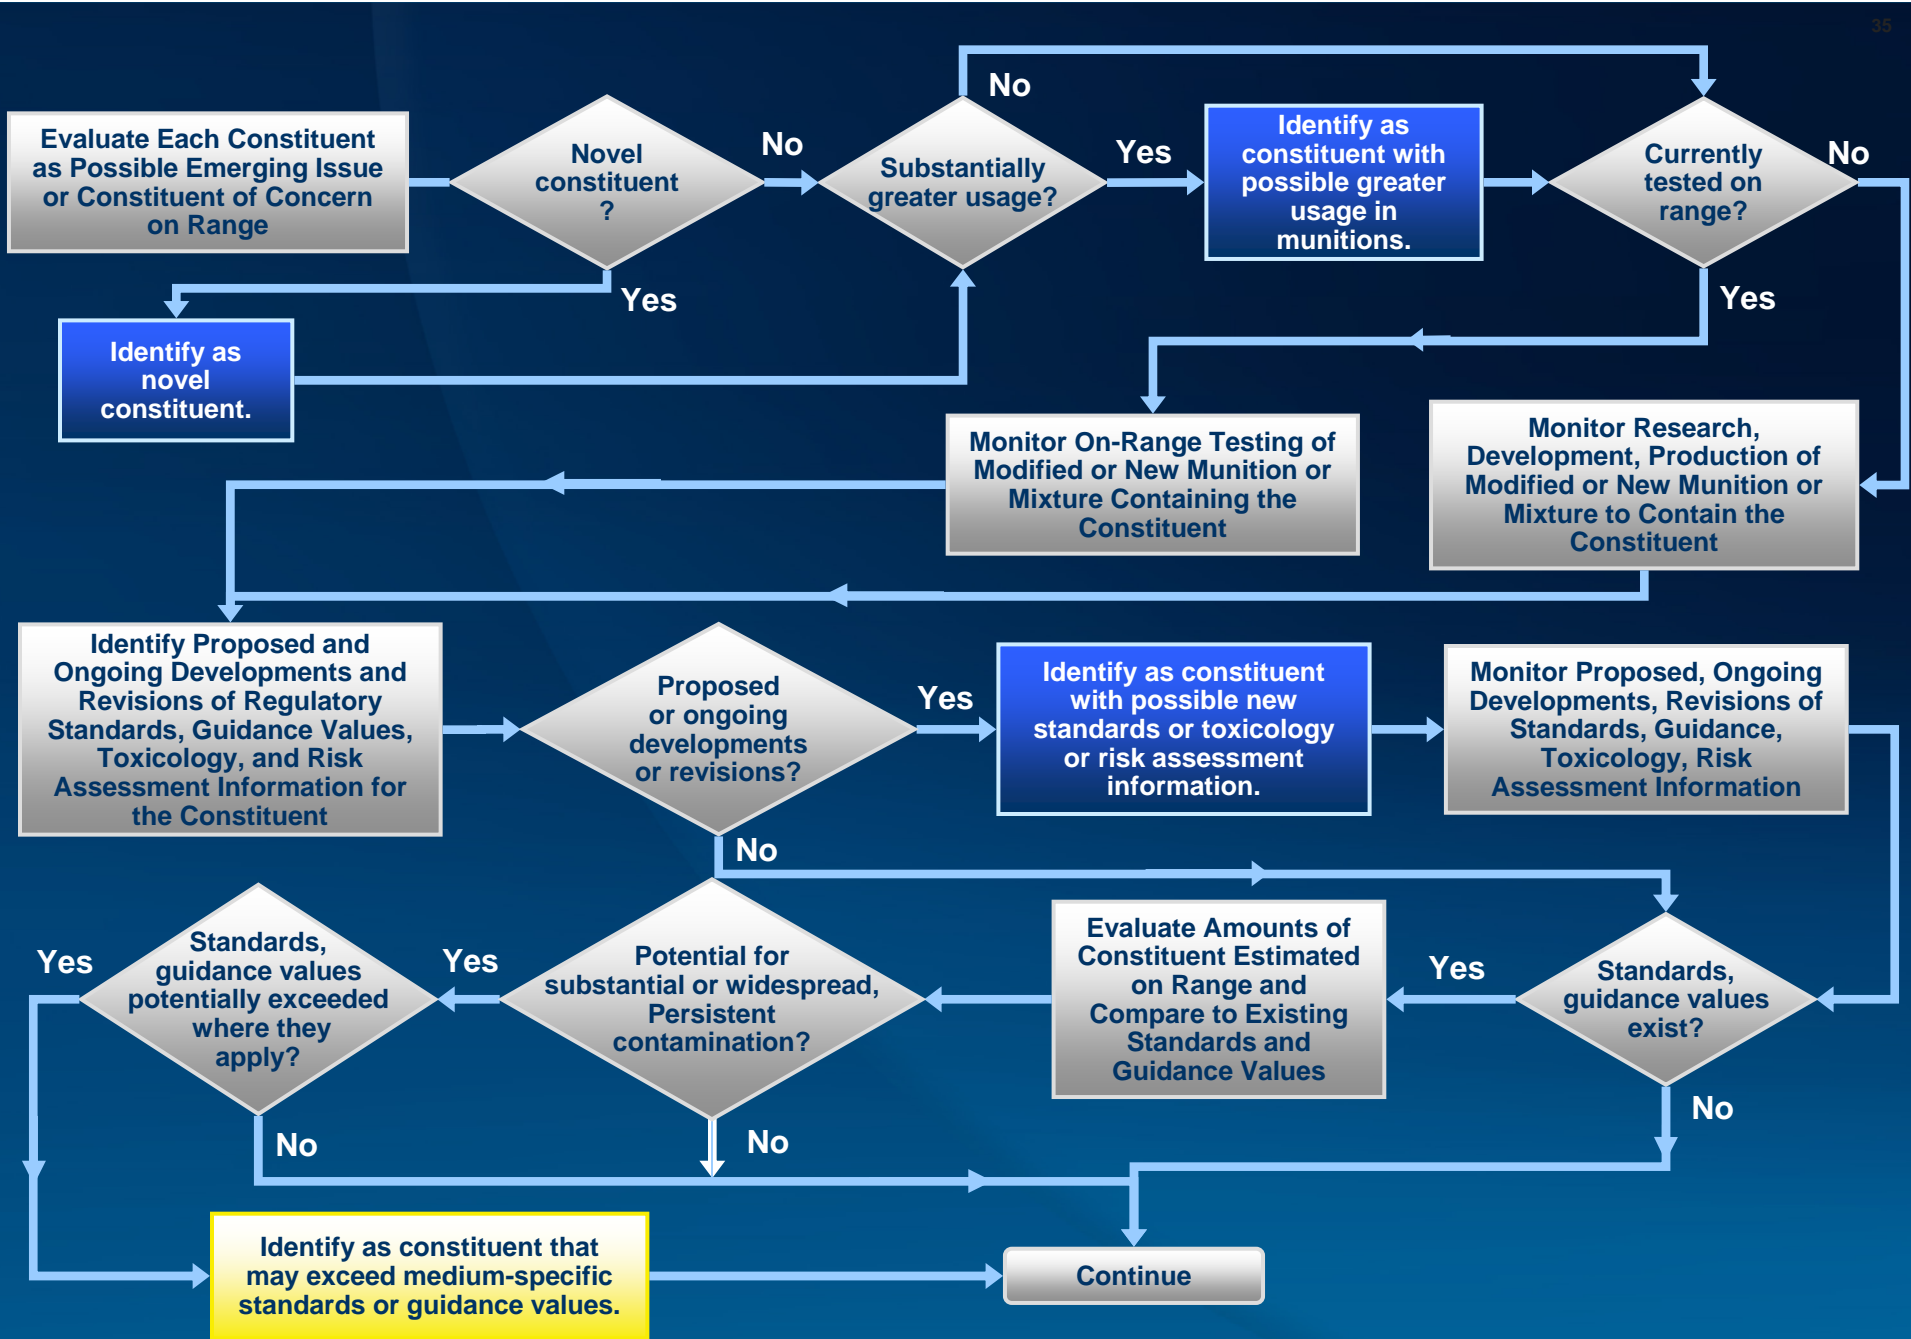 35
Evaluate Each Constituent
as Possible Emerging Issue
or Constituent of Concern
on Range
Novel
constituent
?
No
Yes
Identify as
novel
constituent.
Substantially
greater usage?
No
Yes
Identify as
constituent with
possible greater
usage in
munitions.
Currently
tested on
range?
No
Yes
Monitor On-Range Testing of
Modified or New Munition or
Mixture Containing the
Constituent
Monitor Research,
Development, Production of
Modified or New Munition or
Mixture to Contain the
Constituent
Identify Proposed and
Ongoing Developments and
Revisions of Regulatory
Standards, Guidance Values,
Toxicology, and Risk
Assessment Information for
the Constituent
Proposed
or ongoing
developments
or revisions?
Yes
No
Identify as constituent
with possible new
standards or toxicology
or risk assessment
information.
Monitor Proposed, Ongoing
Developments, Revisions of
Standards, Guidance,
Toxicology, Risk
Assessment Information
Standards,
guidance values
exist?
Yes
No
Evaluate Amounts of
Constituent Estimated
on Range and
Compare to Existing
Standards and
Guidance Values
Potential for
substantial or widespread,
Persistent
contamination?
Yes
No
Standards,
guidance values
potentially exceeded
where they
apply?
Yes
No
Identify as constituent that
may exceed medium-specific
standards or guidance values.
Continue